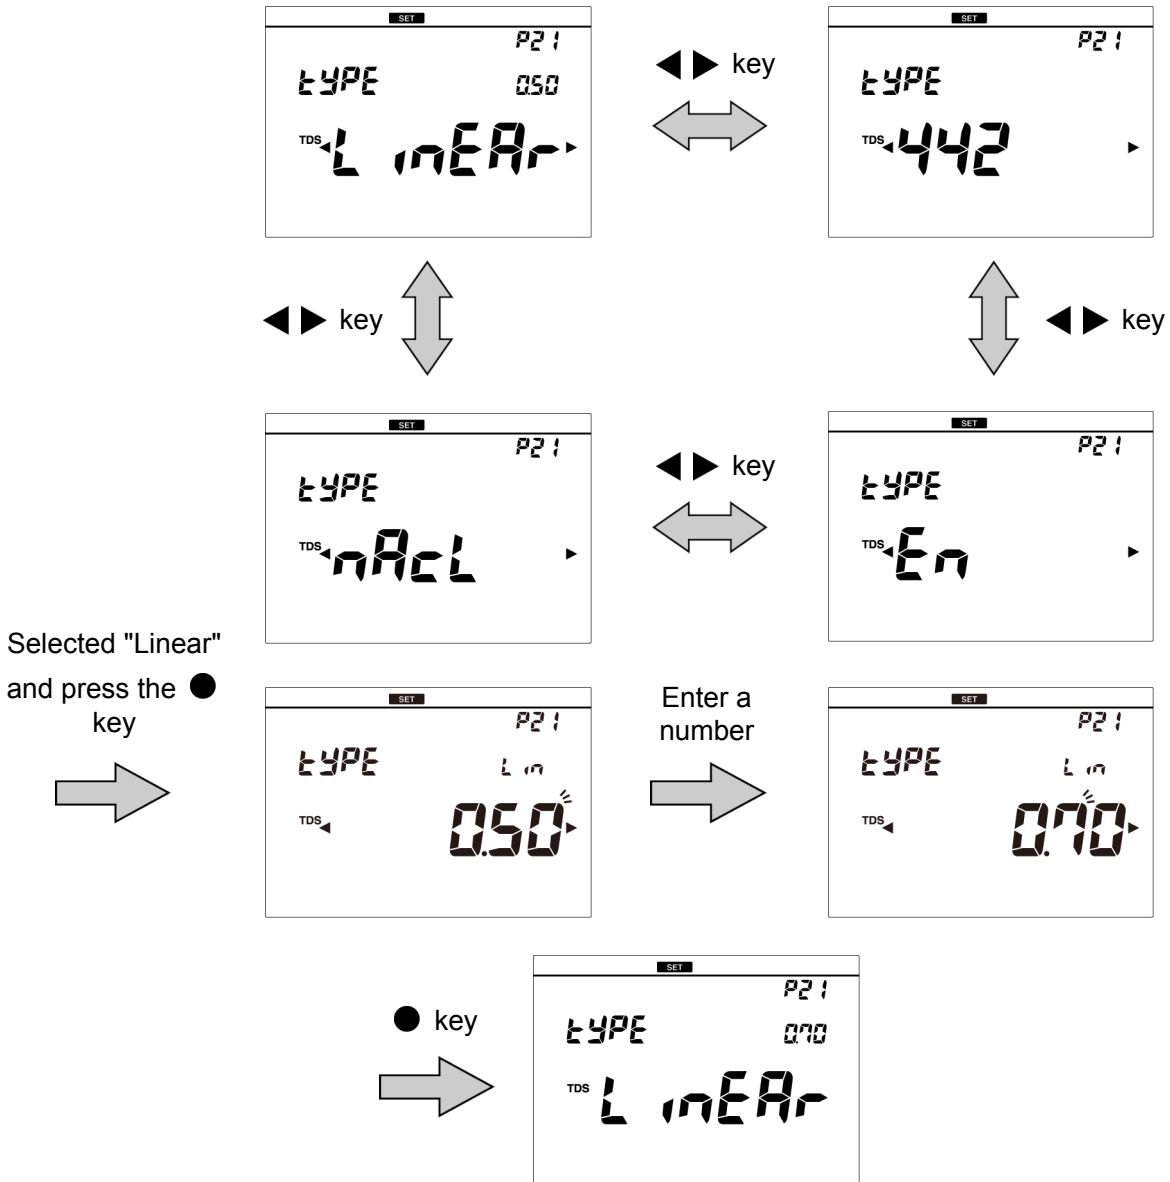 SET
P21
tYPE 0.50
TDS ◀ LinEAr ▶
◀ ▶ key
SET
P21
tYPE
TDS ◀ 442 ▶
◀ ▶ key
◀ ▶ key
SET
P21
tYPE
TDS ◀ nAcL ▶
◀ ▶ key
SET
P21
tYPE
TDS ◀ En ▶
Selected "Linear"
and press the ●
key
SET
P21
tYPE Lin
TDS ◀ 0.50 ▶
Enter a
number
SET
P21
tYPE Lin
TDS ◀ 0.70 ▶
● key
SET
P21
tYPE 0.70
TDS LinEAr